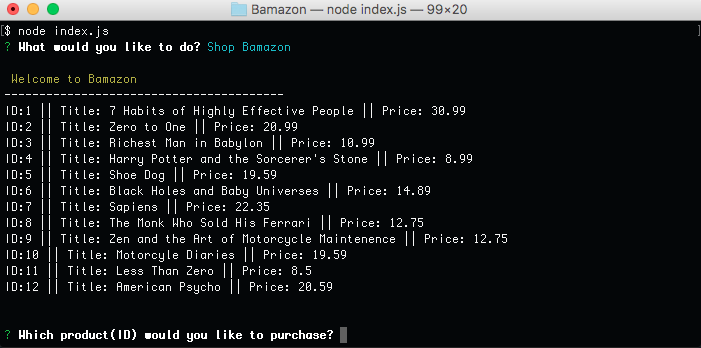 Bamazon — node index.js — 99×20
[$ node index.js ]
? What would you like to do? Shop Bamazon
Welcome to Bamazon
----------------------------------------
ID:1 || Title: 7 Habits of Highly Effective People || Price: 30.99
ID:2 || Title: Zero to One || Price: 20.99
ID:3 || Title: Richest Man in Babylon || Price: 10.99
ID:4 || Title: Harry Potter and the Sorcerer's Stone || Price: 8.99
ID:5 || Title: Shoe Dog || Price: 19.59
ID:6 || Title: Black Holes and Baby Universes || Price: 14.89
ID:7 || Title: Sapiens || Price: 22.35
ID:8 || Title: The Monk Who Sold His Ferrari || Price: 12.75
ID:9 || Title: Zen and the Art of Motorcycle Maintenence || Price: 12.75
ID:10 || Title: Motorcyle Diaries || Price: 19.59
ID:11 || Title: Less Than Zero || Price: 8.5
ID:12 || Title: American Psycho || Price: 20.59
? Which product(ID) would you like to purchase?